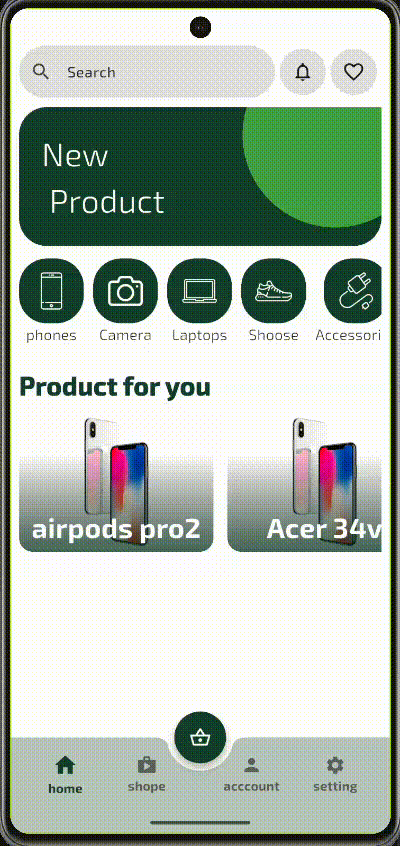 Search
New
Product
phones Camera Laptops Shoose Accessori
Product for you
airpods pro2 Acer 34v
home shope acccount setting